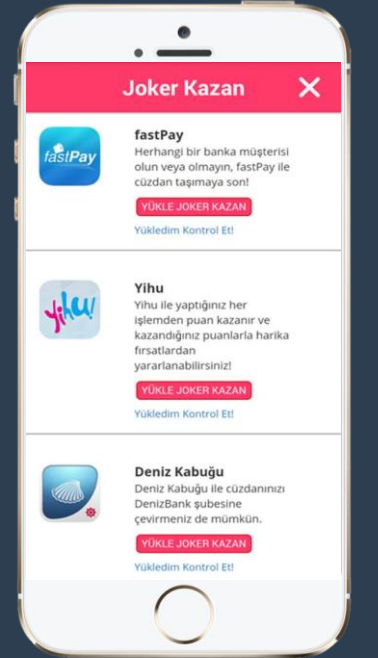 Joker Kazan
fastPay
fastPay
Herhangi bir banka müşterisi
olun veya olmayın, fastPay ile
cüzdan taşımaya son!
YÜKLE JOKER KAZAN
Yükledim Kontrol Et!
yihu!
Yihu
Yihu ile yaptığınız her
işlemden puan kazanır ve
kazandığınız puanlarla harika
fırsatlardan
yararlanabilirsiniz!
YÜKLE JOKER KAZAN
Yükledim Kontrol Et!
Deniz Kabuğu
Deniz Kabuğu ile cüzdanınızı
DenizBank şubesine
çevirmeniz de mümkün.
YÜKLE JOKER KAZAN
Yükledim Kontrol Et!